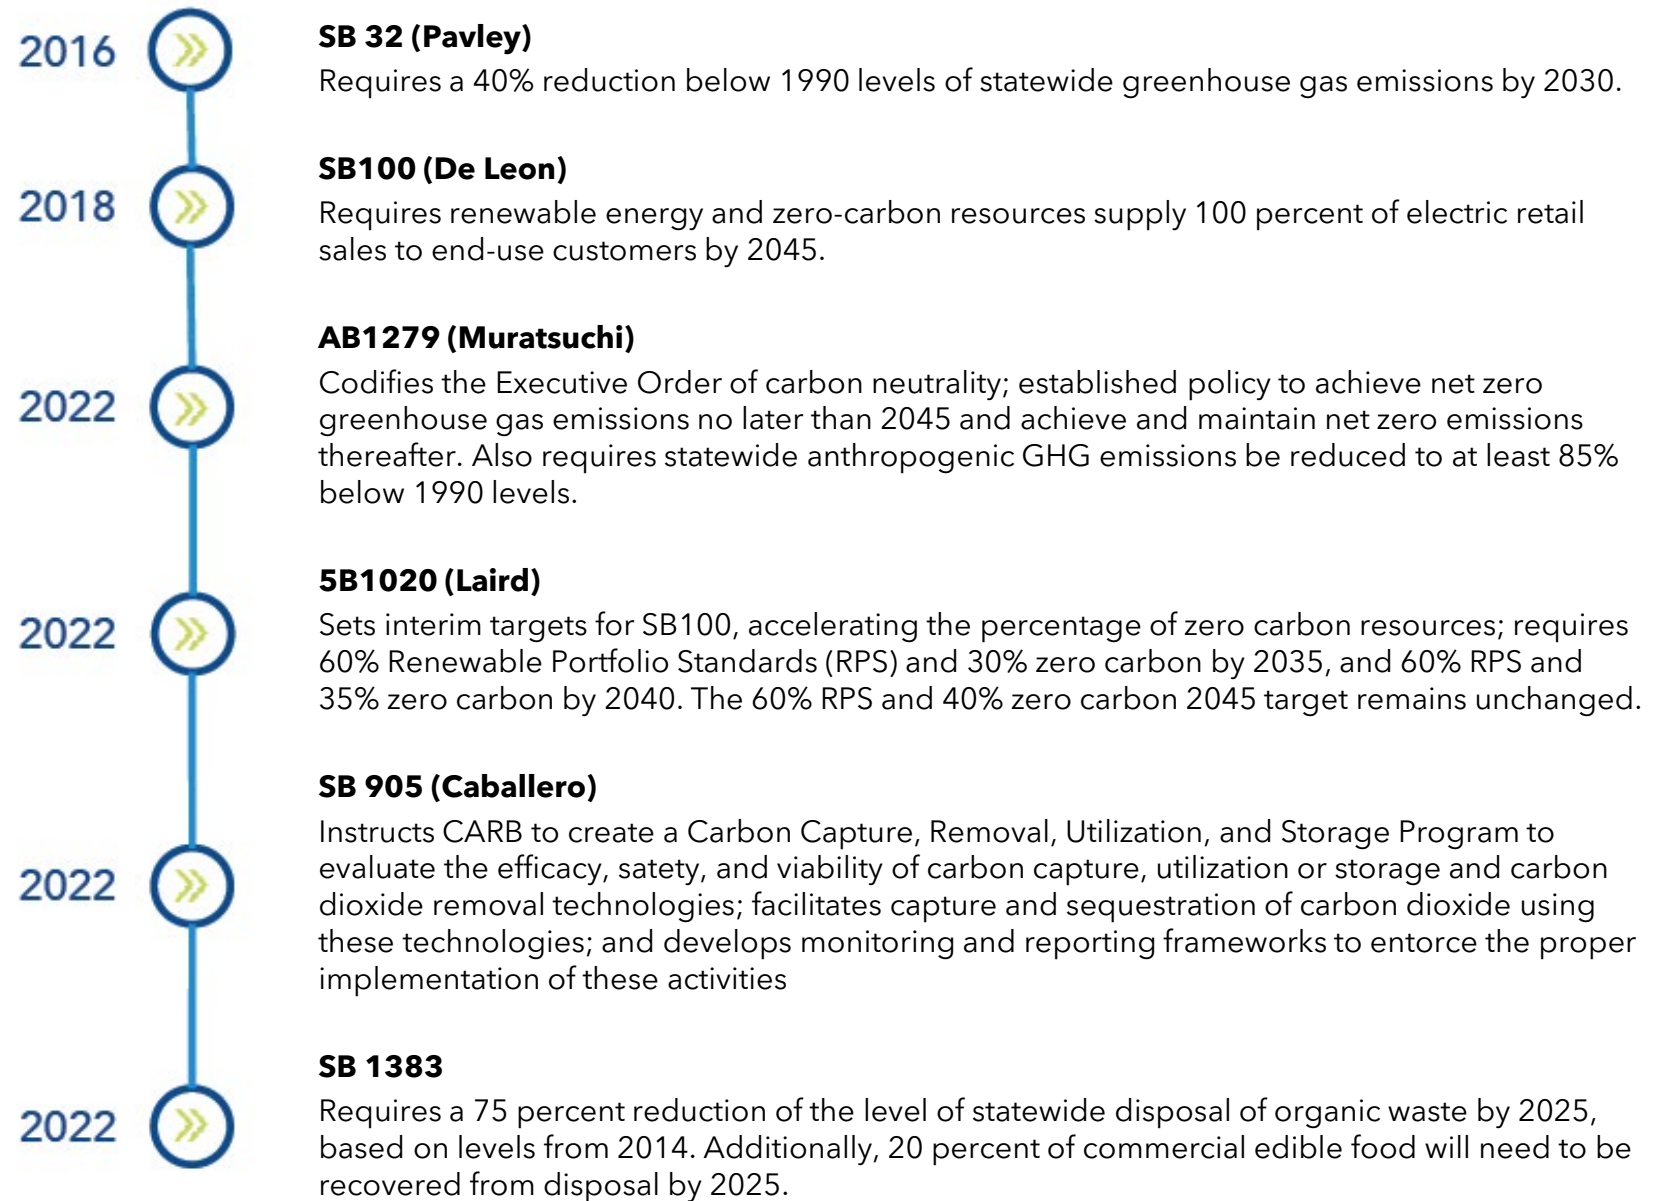 2016
SB 32 (Pavley)
Requires a 40% reduction below 1990 levels of statewide greenhouse gas emissions by 2030.
2018
SB100 (De Leon)
Requires renewable energy and zero-carbon resources supply 100 percent of electric retail
sales to end-use customers by 2045.
2022
AB1279 (Muratsuchi)
Codifies the Executive Order of carbon neutrality; established policy to achieve net zero
greenhouse gas emissions no later than 2045 and achieve and maintain net zero emissions
thereafter. Also requires statewide anthropogenic GHG emissions be reduced to at least 85%
below 1990 levels.
2022
5B1020 (Laird)
Sets interim targets for SB100, accelerating the percentage of zero carbon resources; requires
60% Renewable Portfolio Standards (RPS) and 30% zero carbon by 2035, and 60% RPS and
35% zero carbon by 2040. The 60% RPS and 40% zero carbon 2045 target remains unchanged.
2022
SB 905 (Caballero)
Instructs CARB to create a Carbon Capture, Removal, Utilization, and Storage Program to
evaluate the efficacy, satety, and viability of carbon capture, utilization or storage and carbon
dioxide removal technologies; facilitates capture and sequestration of carbon dioxide using
these technologies; and develops monitoring and reporting frameworks to entorce the proper
implementation of these activities
2022
SB 1383
Requires a 75 percent reduction of the level of statewide disposal of organic waste by 2025,
based on levels from 2014. Additionally, 20 percent of commercial edible food will need to be
recovered from disposal by 2025.